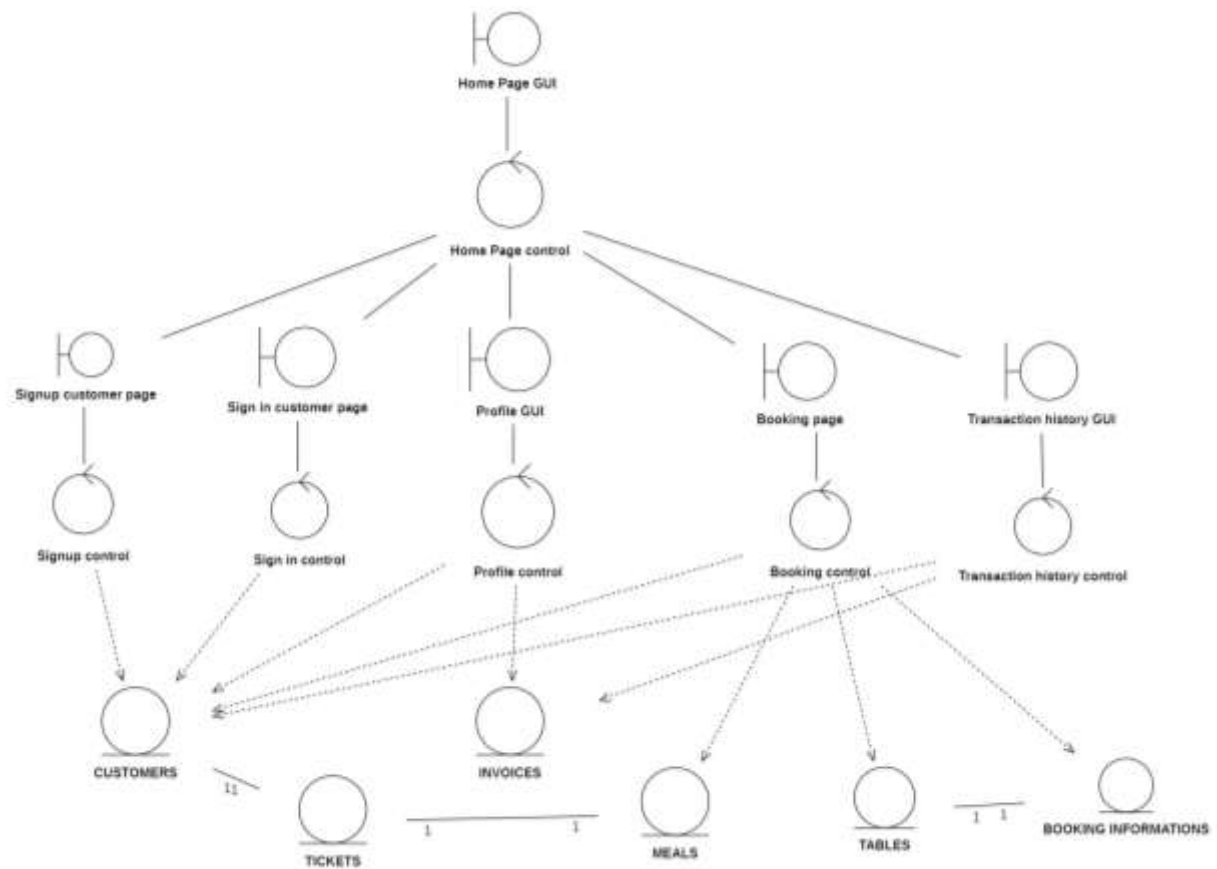 Home Page GUI
Home Page control
Signup customer page
Sign in customer page
Profile GUI
Booking page
Transaction history GUI
Signup control
Sign in control
Profile control
Booking control
Transaction history control
CUSTOMERS
INVOICES
11
1
1
1
1
TICKETS
MEALS
TABLES
BOOKING INFORMATIONS